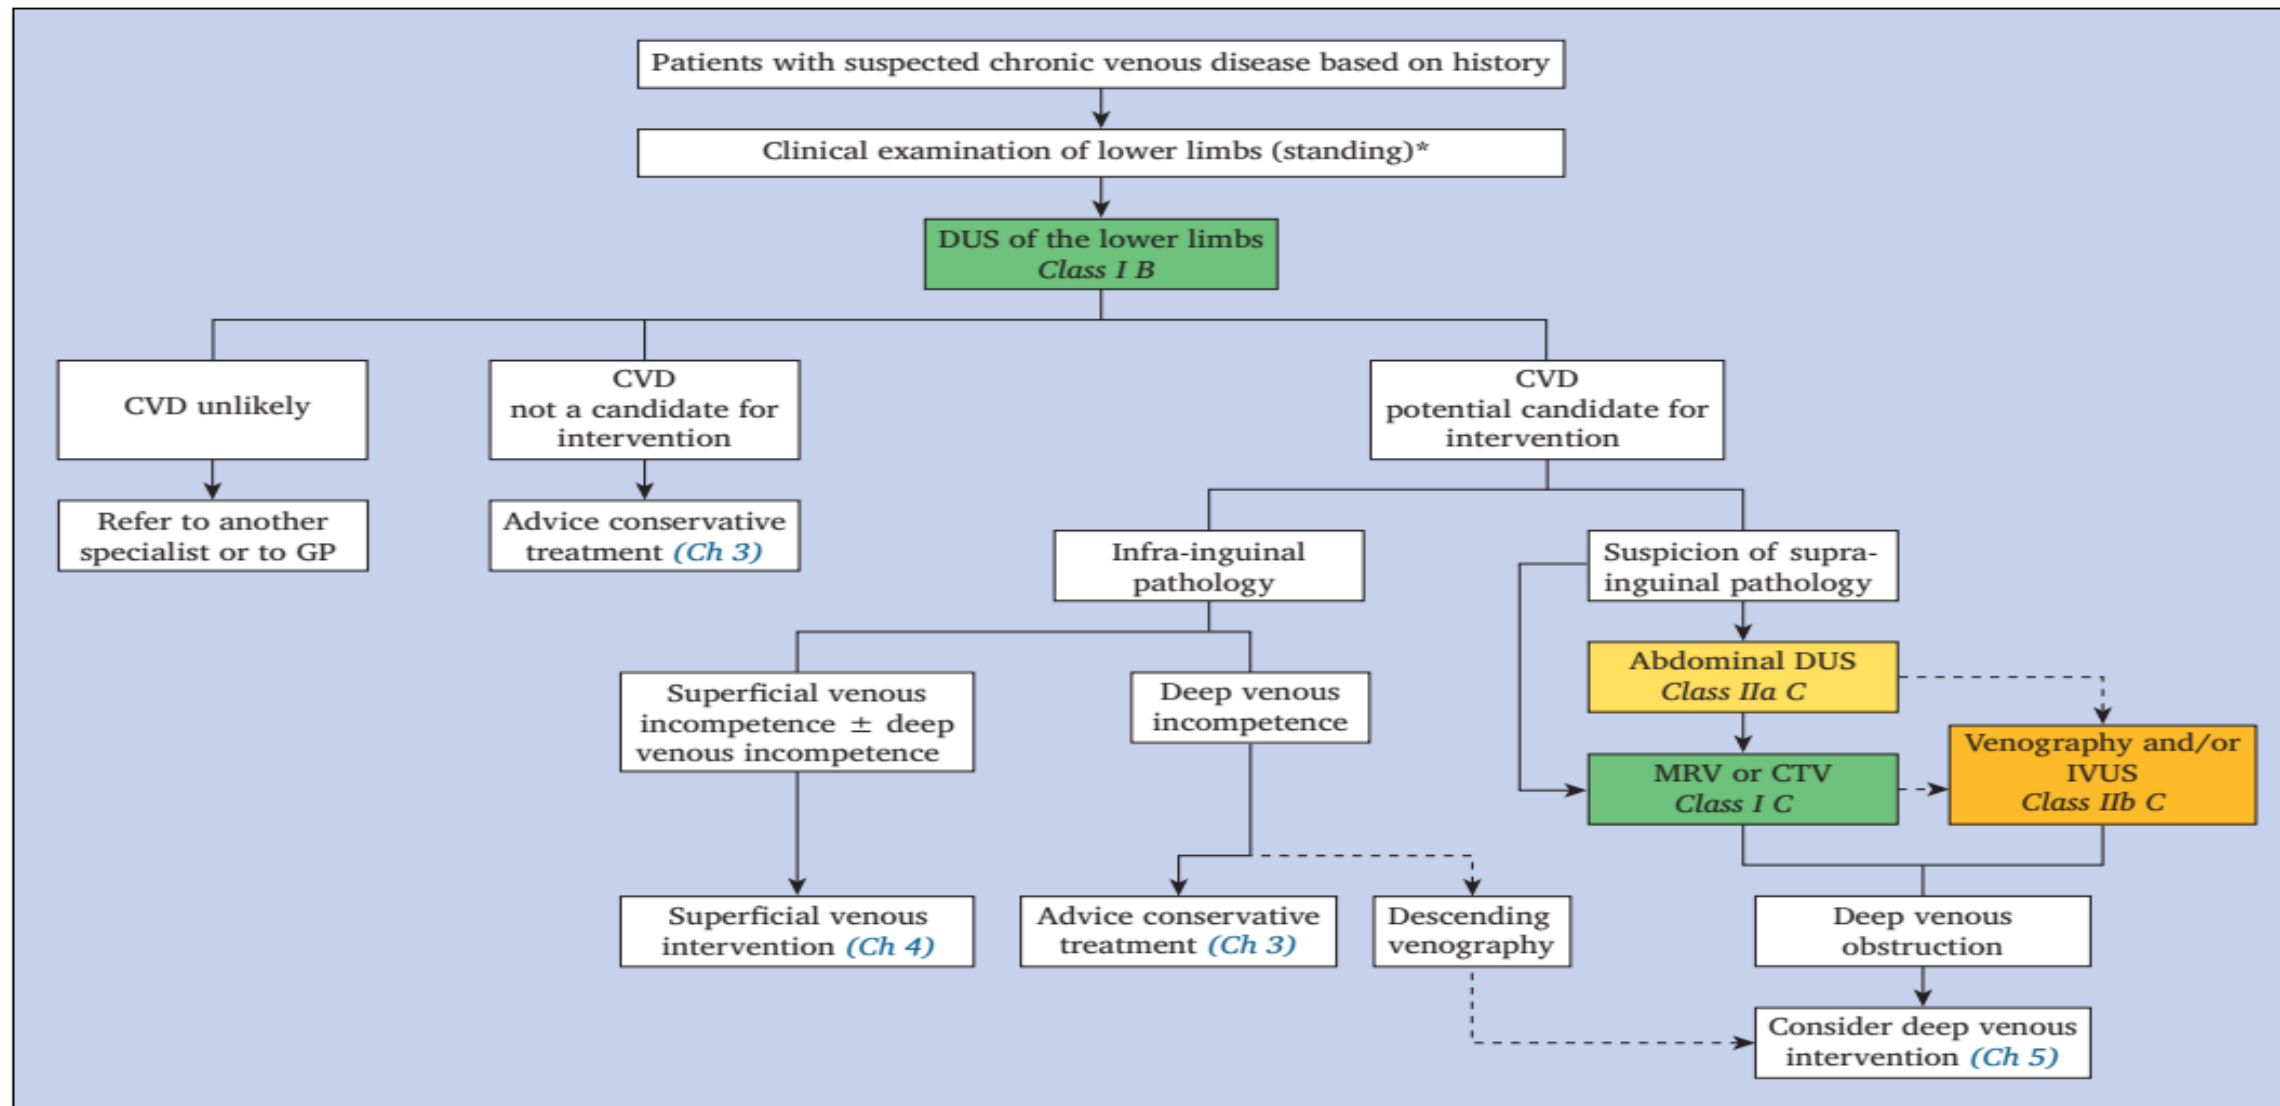 Patients with suspected chronic venous disease based on history
Clinical examination of lower limbs (standing)*
DUS of the lower limbs
Class I B
CVD unlikely
CVD
not a candidate for
intervention
CVD
potential candidate for
intervention
Refer to another
specialist or to GP
Advice conservative
treatment (Ch 3)
Infra-inguinal
pathology
Suspicion of supra-
inguinal pathology
Superficial venous
incompetence ± deep
venous incompetence
Deep venous
incompetence
Abdominal DUS
Class IIa C
MRV or CTV
Class I C
Venography and/or
IVUS
Class IIb C
Superficial venous
intervention (Ch 4)
Advice conservative
treatment (Ch 3)
Descending
venography
Deep venous
obstruction
Consider deep venous
intervention (Ch 5)